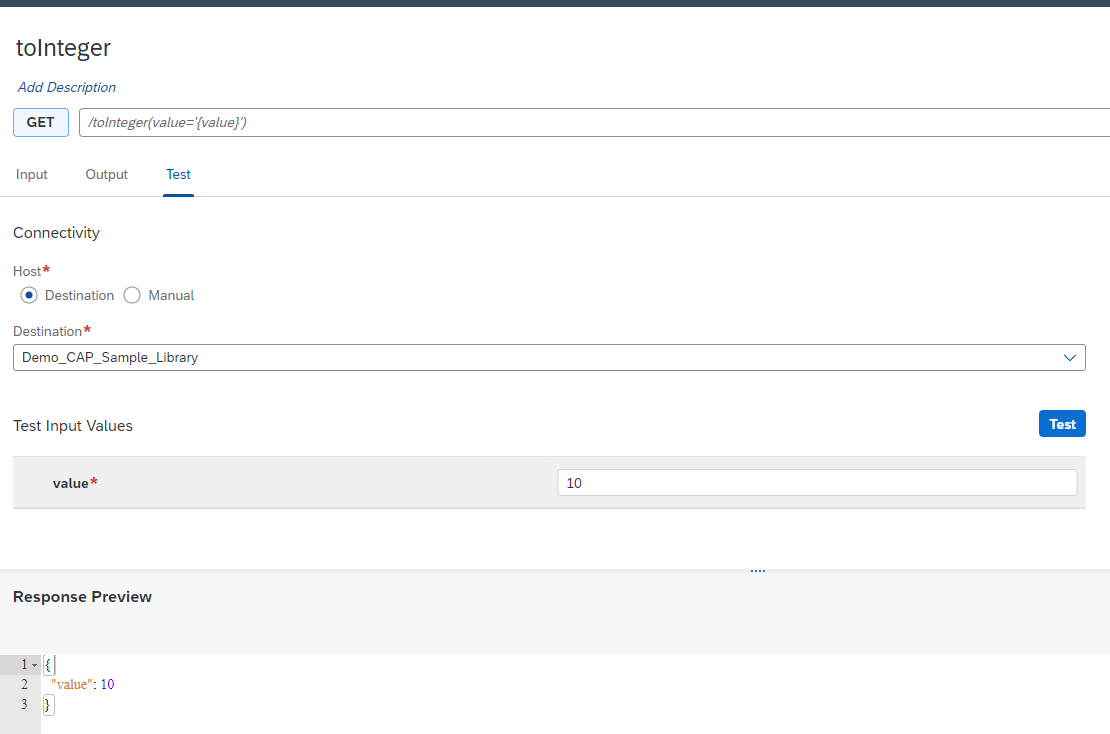 toInteger
Add Description
GET /toInteger(value='{value}')
Input Output Test
Connectivity
Host*
Destination Manual
Destination*
Demo_CAP_Sample_Library
Test Input Values Test
value* 10
Response Preview
1 {
2 "value": 10
3 }